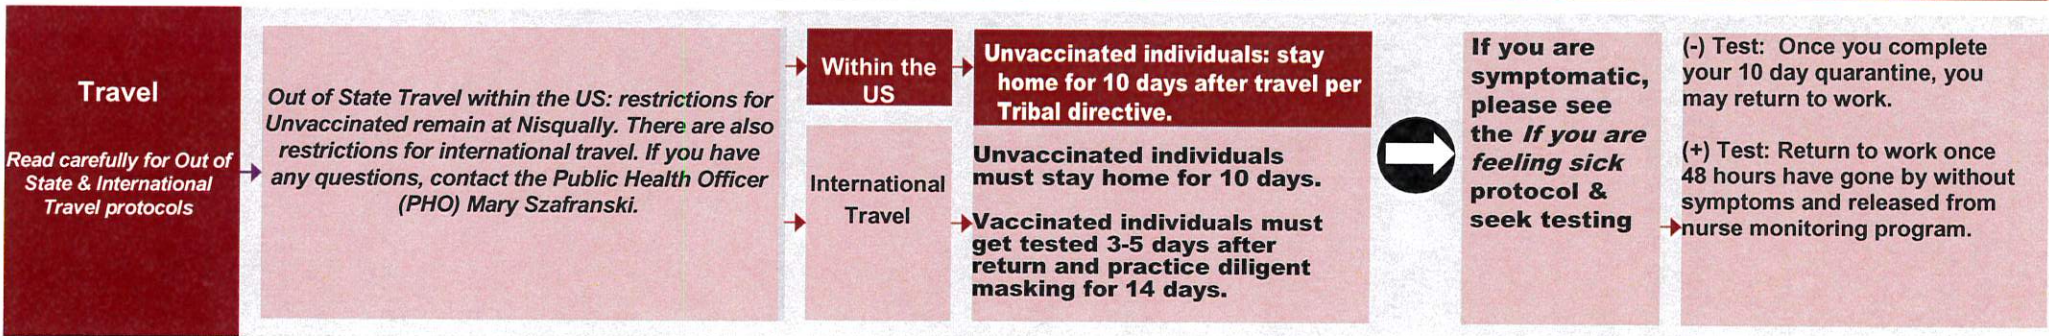 Travel
Read carefully for Out of
State & International
Travel protocols
Out of State Travel within the US: restrictions for
Unvaccinated remain at Nisqually. There are also
restrictions for international travel. If you have
any questions, contact the Public Health Officer
(PHO) Mary Szafranski.
Within the
US
Unvaccinated individuals: stay
home for 10 days after travel per
Tribal directive.
International
Travel
Unvaccinated individuals
must stay home for 10 days.
Vaccinated individuals must
get tested 3-5 days after
return and practice diligent
masking for 14 days.
If you are
symptomatic,
please see
the If you are
feeling sick
protocol &
seek testing
(-) Test: Once you complete
your 10 day quarantine, you
may return to work.
(+) Test: Return to work once
48 hours have gone by without
symptoms and released from
nurse monitoring program.